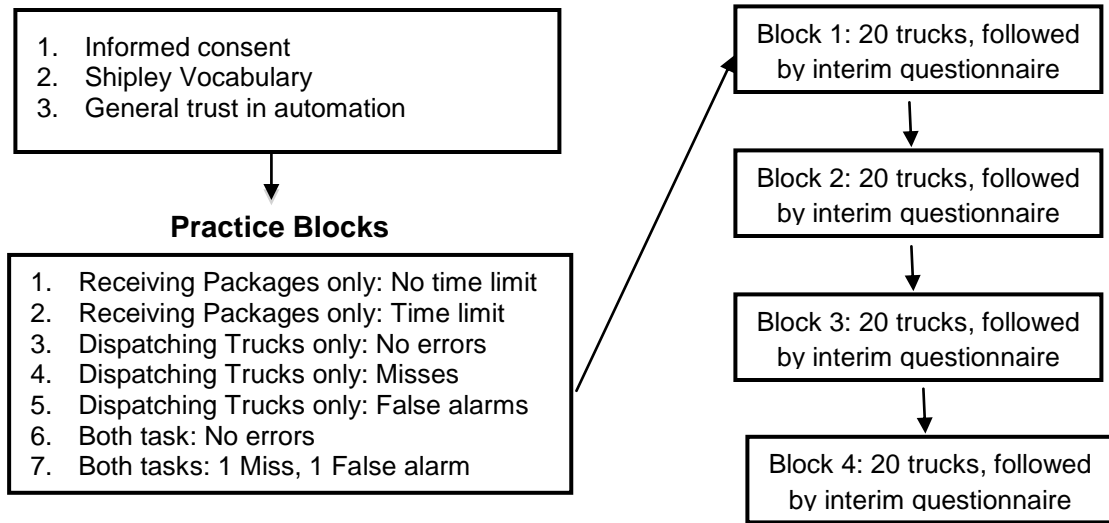 1. Informed consent
2. Shipley Vocabulary
3. General trust in automation
Practice Blocks
1. Receiving Packages only: No time limit
2. Receiving Packages only: Time limit
3. Dispatching Trucks only: No errors
4. Dispatching Trucks only: Misses
5. Dispatching Trucks only: False alarms
6. Both task: No errors
7. Both tasks: 1 Miss, 1 False alarm
Block 1: 20 trucks, followed
by interim questionnaire
Block 2: 20 trucks, followed
by interim questionnaire
Block 3: 20 trucks, followed
by interim questionnaire
Block 4: 20 trucks, followed
by interim questionnaire